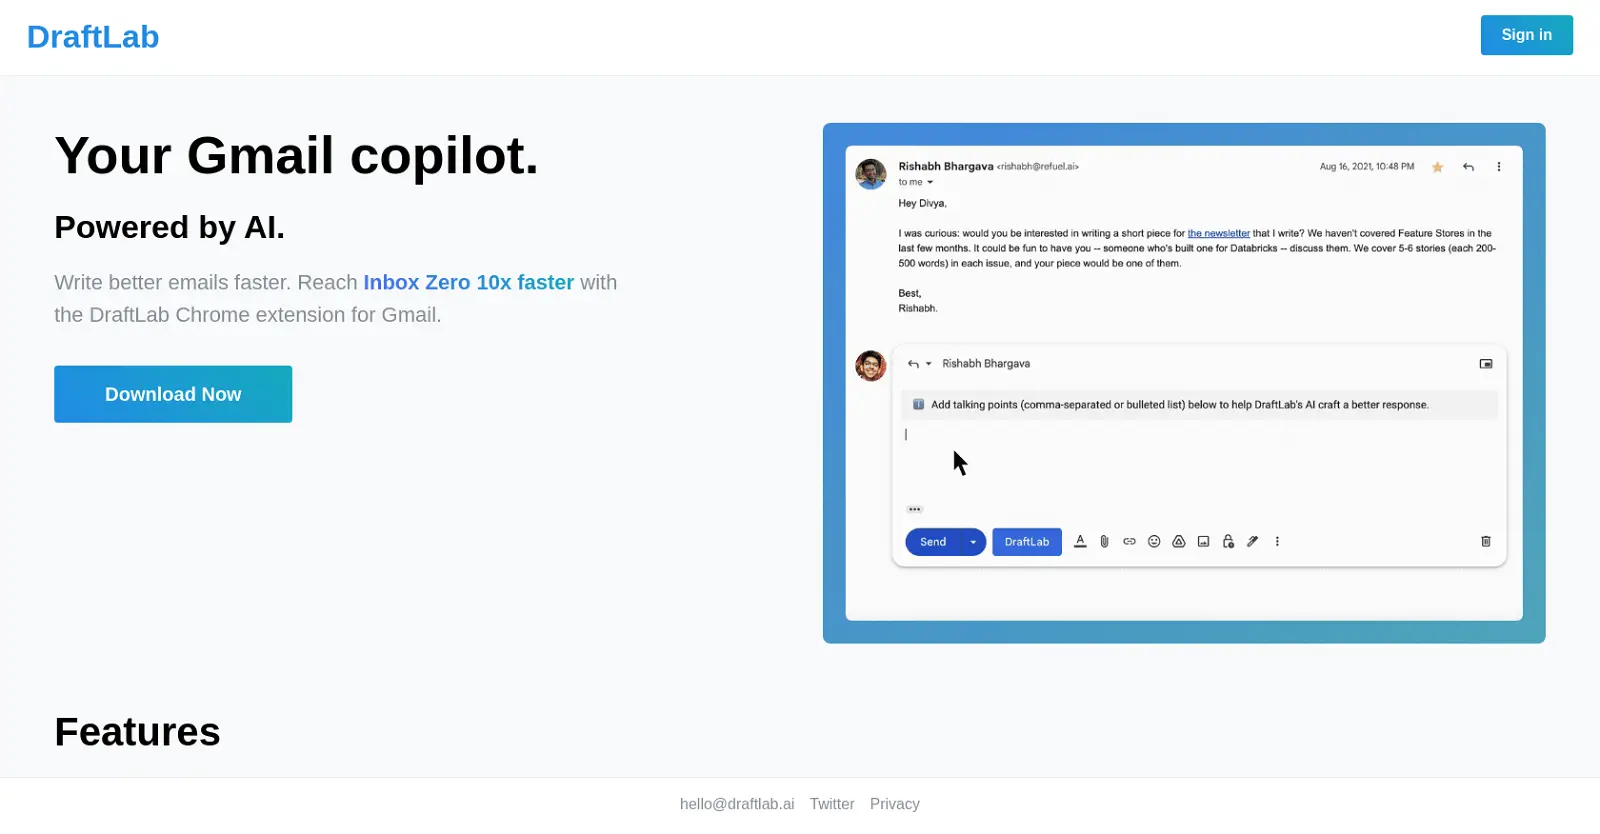 DraftLab
Sign in
Your Gmail copilot.
Powered by AI.
Write better emails faster. Reach Inbox Zero 10x faster with
the DraftLab Chrome extension for Gmail.
Download Now
Rishabh Bhargava <rishabh@refuel.ai>
Aug 16, 2021, 10:48 PM
to me
Hey Divya,
I was curious: would you be interested in writing a short piece for the newsletter that I write? We haven't covered Feature Stores in the
last few months. It could be fun to have you -- someone who's built one for Databricks -- discuss them. We cover 5-6 stories (each 200-
500 words) in each issue, and your piece would be one of them.
Best,
Rishabh.
Rishabh Bhargava
Add talking points (comma-separated or bulleted list) below to help DraftLab's AI craft a better response.
Send
DraftLab
Features
hello@draftlab.ai
Twitter
Privacy